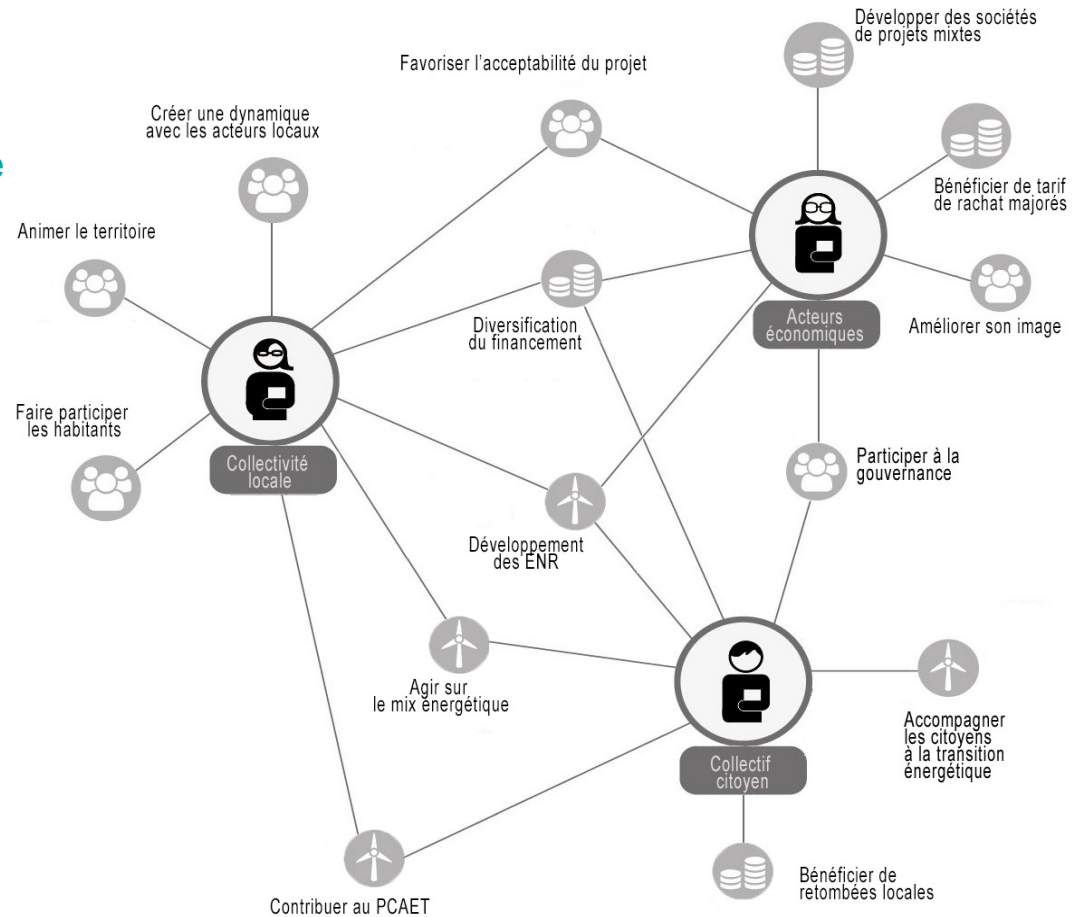 Développer des sociétés
de projets mixtes
Favoriser l'acceptabilité du projet
Créer une dynamique
avec les acteurs locaux
e
Bénéficier de tarif
de rachat majorés
Animer le territoire
Acteurs
économiques
Améliorer son image
Diversification
du financement
Faire participer
les habitants
Collectivité
locale
Participer à la
gouvernance
Développement
des ENR
Agir sur
le mix énergétique
Accompagner
les citoyens
à la transition
énergétique
Collectif
citoyen
Bénéficier de
retombées locales
Contribuer au PCAET